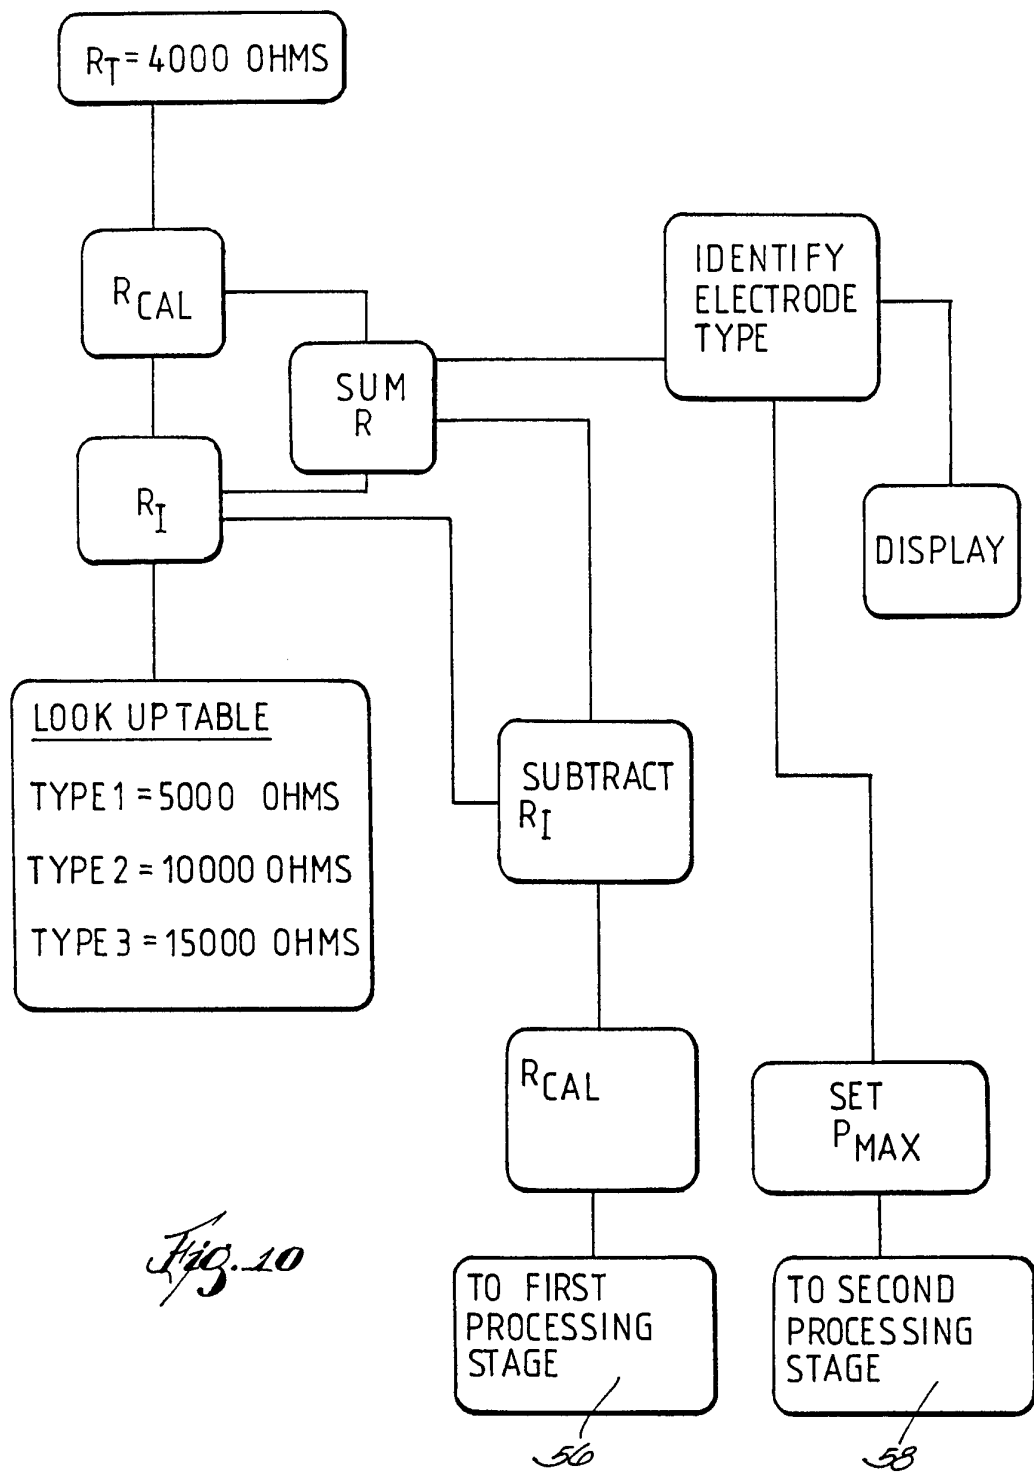 RT = 4000 OHMS
RCAL
IDENTIFY
ELECTRODE
TYPE
SUM
R
RI
DISPLAY
LOOK UP TABLE
TYPE 1 = 5000 OHMS
TYPE 2 = 10000 OHMS
TYPE 3 = 15000 OHMS
SUBTRACT
RI
RCAL
SET
PMAX
Fig. 10
TO FIRST
PROCESSING
STAGE
TO SECOND
PROCESSING
STAGE
56
58